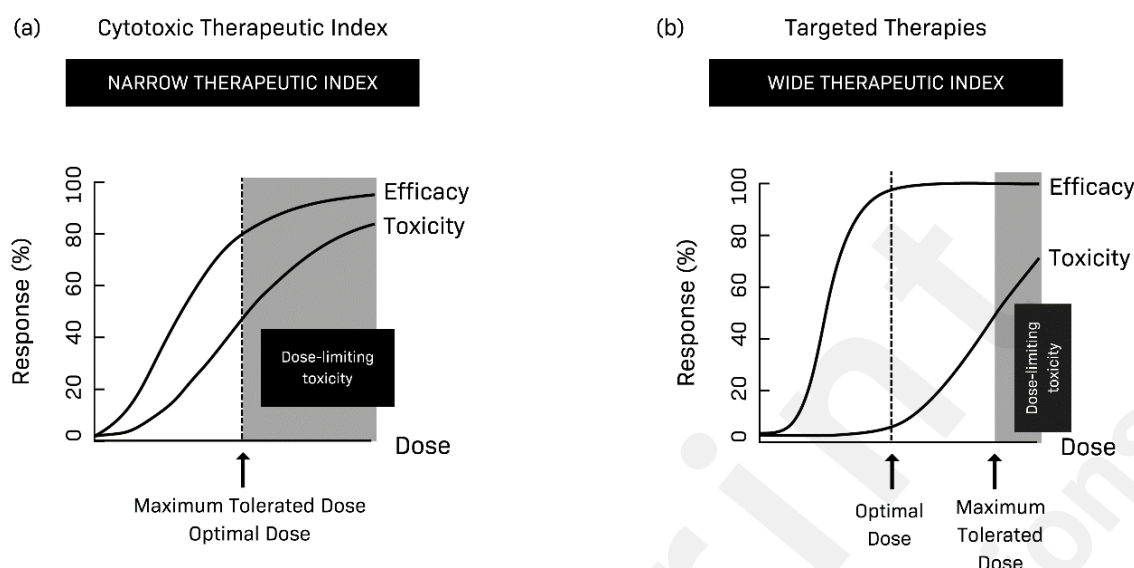 (a) Cytotoxic Therapeutic Index
NARROW THERAPEUTIC INDEX
Response (%)
100
80
60
40
20
0
Efficacy
Toxicity
Dose-limiting
toxicity
Dose
Maximum Tolerated Dose
Optimal Dose
(b) Targeted Therapies
WIDE THERAPEUTIC INDEX
Response (%)
100
80
60
40
20
0
Efficacy
Toxicity
Dose-limiting
toxicity
Dose
Optimal
Dose
Maximum
Tolerated
Dose